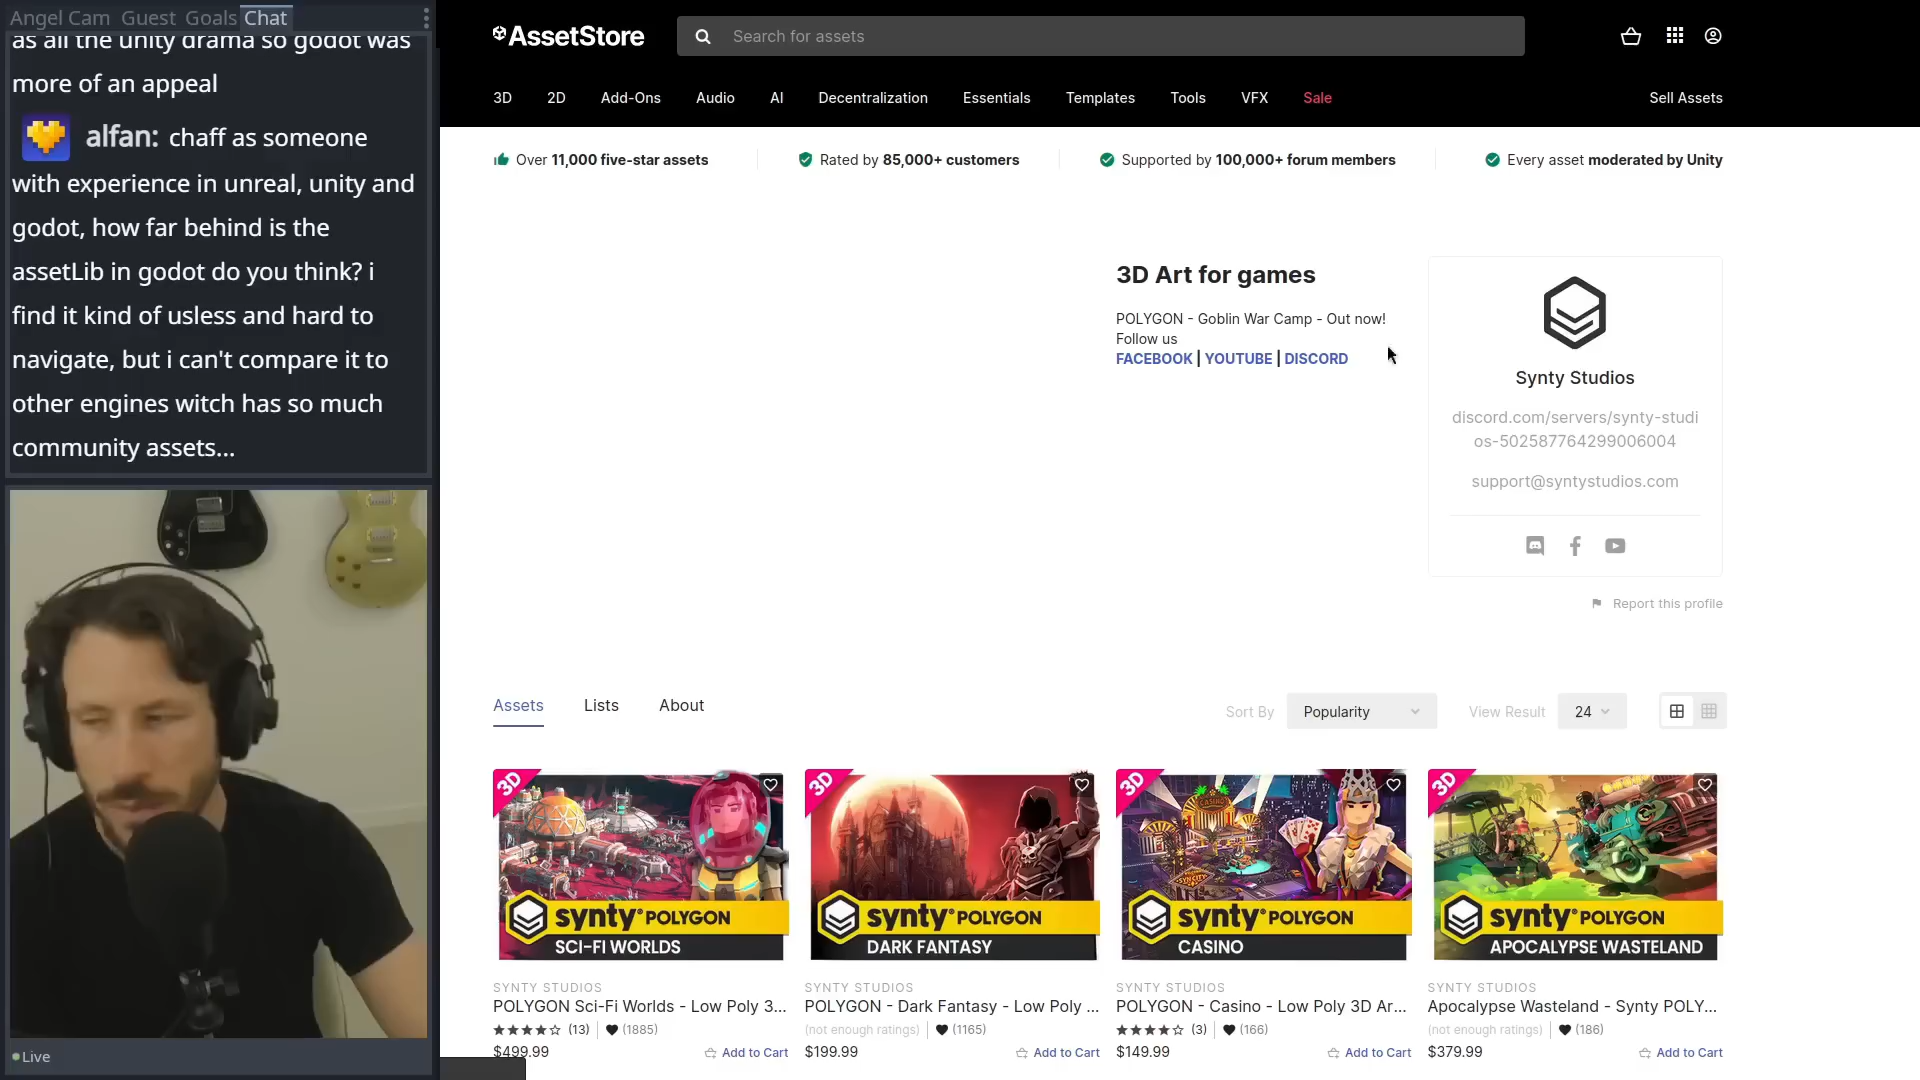 Angel Cam Guest Goals Chat
as all the unity drama so godot was
more of an appeal
alfan: chaff as someone
with experience in unreal, unity and
godot, how far behind is the
assetLib in godot do you think? i
find it kind of usless and hard to
navigate, but i can't compare it to
other engines witch has so much
community assets...
Live
AssetStore
Search for assets
3D 2D Add-Ons Audio AI Decentralization Essentials Templates Tools VFX Sale Sell Assets
Over 11,000 five-star assets Rated by 85,000+ customers Supported by 100,000+ forum members Every asset moderated by Unity
3D Art for games
POLYGON - Goblin War Camp - Out now!
Follow us
FACEBOOK | YOUTUBE | DISCORD
Synty Studios
discord.com/servers/synty-studi
os-502587764299006004
support@syntystudios.com
Report this profile
Assets Lists About Sort By Popularity View Result 24
3D
synty® POLYGON
SCI-FI WORLDS
SYNTY STUDIOS
POLYGON Sci-Fi Worlds - Low Poly 3...
(13) (1885)
$499.99 Add to Cart
3D
synty® POLYGON
DARK FANTASY
SYNTY STUDIOS
POLYGON - Dark Fantasy - Low Poly ...
(not enough ratings) (1165)
$199.99 Add to Cart
3D
CASINO
SYN CITY
synty® POLYGON
CASINO
SYNTY STUDIOS
POLYGON - Casino - Low Poly 3D Ar...
(3) (166)
$149.99 Add to Cart
3D
synty® POLYGON
APOCALYPSE WASTELAND
SYNTY STUDIOS
Apocalypse Wasteland - Synty POLY...
(not enough ratings) (186)
$379.99 Add to Cart